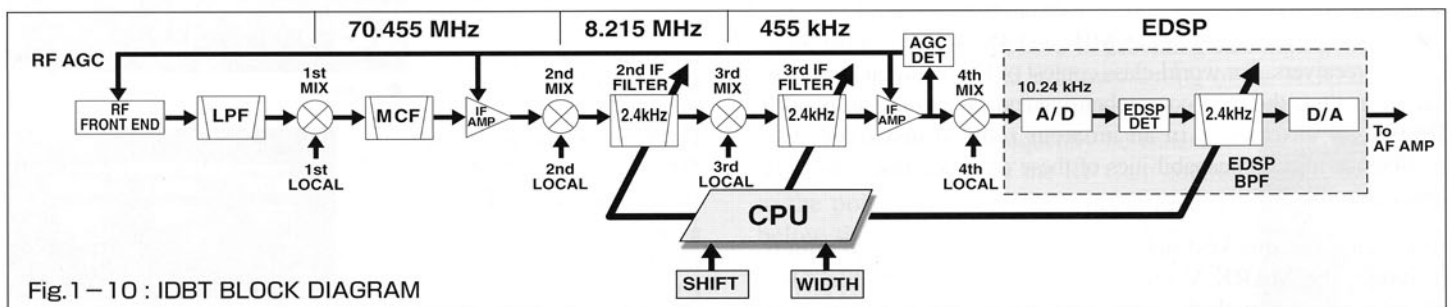 70.455 MHz
8.215 MHz
455 kHz
EDSP
RF AGC
AGC
DET
1st
MIX
2nd
MIX
2nd IF
FILTER
3rd
MIX
3rd IF
FILTER
4th
MIX
10.24 kHz
RF
FRONT END
LPF
MCF
IF
AMP.
2.4kHz
2.4kHz
IF
AMP.
A/D
EDSP
DET
2.4kHz
D/A
To
AF AMP
1st
LOCAL
2nd
LOCAL
3rd
LOCAL
4th
LOCAL
EDSP
BPF
CPU
SHIFT
WIDTH
Fig.1－10 : IDBT BLOCK DIAGRAM